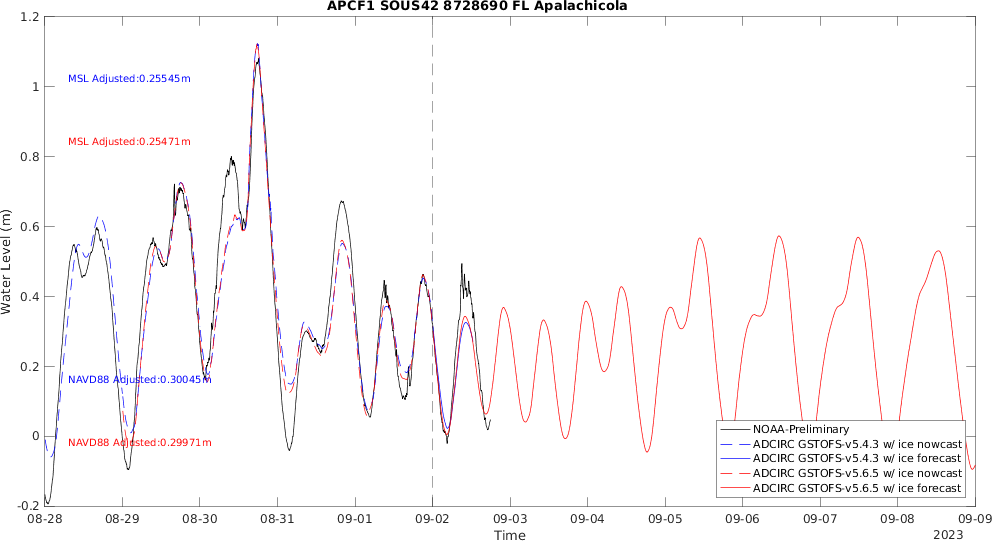 APCF1 SOUS42 8728690 FL Apalachicola
Water Level (m)
1.2
1
0.8
0.6
0.4
0.2
0
-0.2
MSL Adjusted:0.25545m
MSL Adjusted:0.25471m
NAVD88 Adjusted:0.30045m
NAVD88 Adjusted:0.29971m
NOAA-Preliminary
ADCIRC GSTOFS-v5.4.3 w/ ice nowcast
ADCIRC GSTOFS-v5.4.3 w/ ice forecast
ADCIRC GSTOFS-v5.6.5 w/ ice nowcast
ADCIRC GSTOFS-v5.6.5 w/ ice forecast
08-28 08-29 08-30 08-31 09-01 09-02 09-03 09-04 09-05 09-06 09-07 09-08 09-09
Time
2023